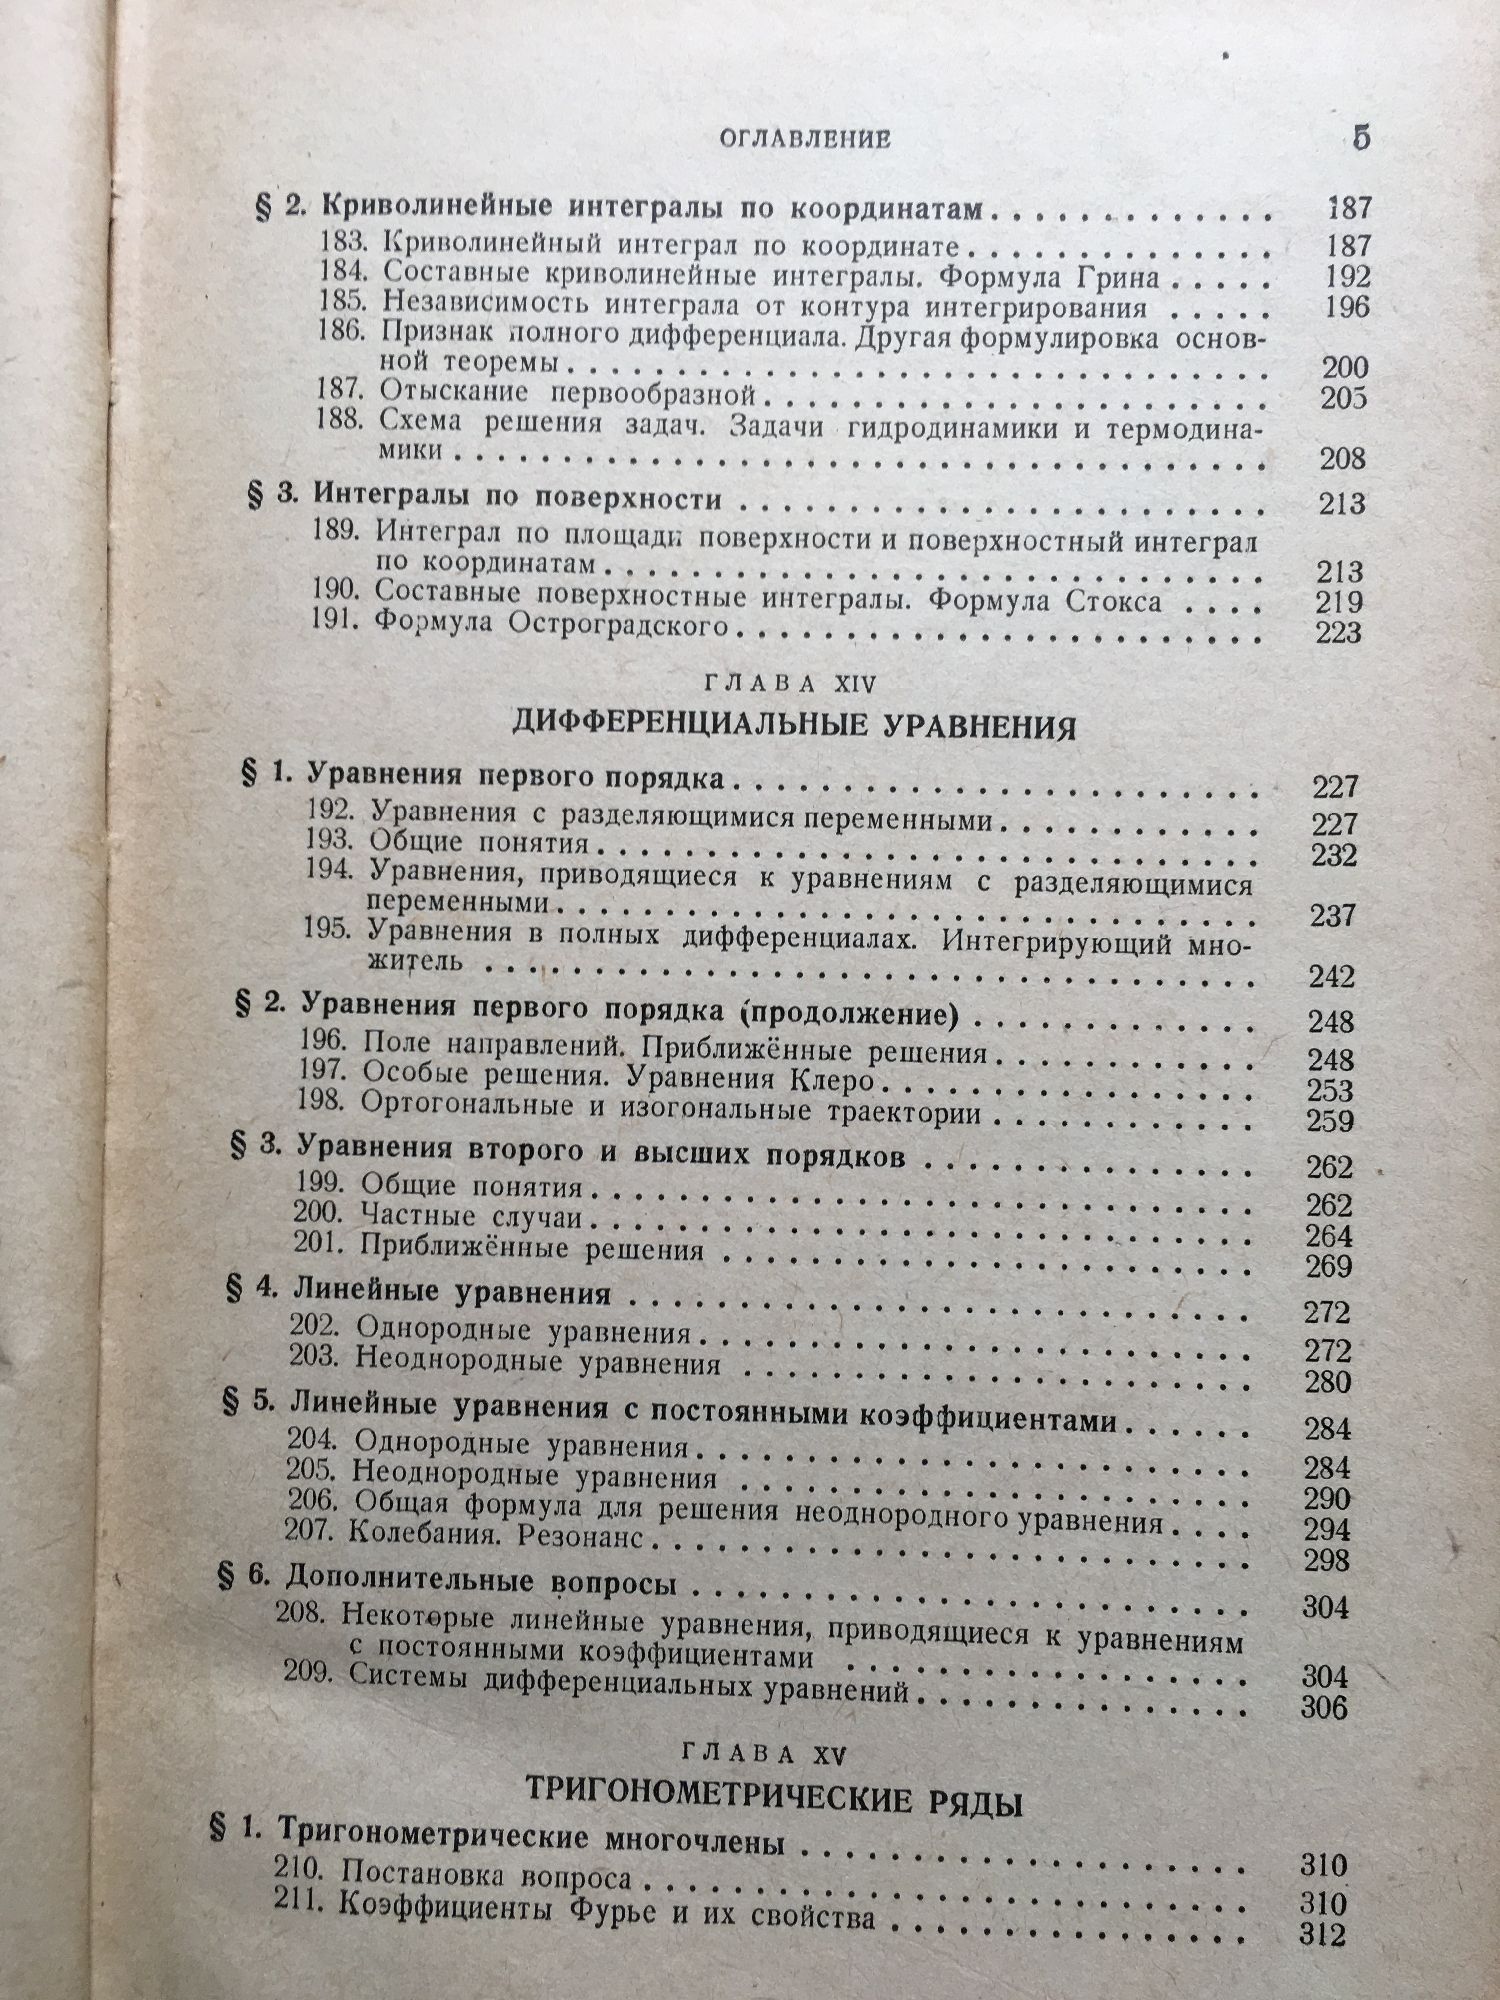 ОГЛАВЛЕНИЕ 5
§ 2. Криволинейные интегралы по координатам. . . . . . . . . . . . . 187
183. Криволинейный интеграл по координате. . . . . . . . . . . . . . 187
184. Составные криволинейные интегралы. Формула Грина . . . . . 192
185. Независимость интеграла от контура интегрирования . . . . . 196
186. Признак полного дифференциала. Другая формулировка основ-
ной теоремы. . . . . . . . . . . . . . . . . . . . . . . . . . . . . . . . 200
187. Отыскание первообразной. . . . . . . . . . . . . . . . . . . . . . . 205
188. Схема решения задач. Задачи гидродинамики и термодина-
мики . . . . . . . . . . . . . . . . . . . . . . . . . . . . . . . . . . . . . 208
§ 3. Интегралы по поверхности . . . . . . . . . . . . . . . . . . . . . . . . 213
189. Интеграл по площади поверхности и поверхностный интеграл
по координатам. . . . . . . . . . . . . . . . . . . . . . . . . . . . . . 213
190. Составные поверхностные интегралы. Формула Стокса . . . . 219
191. Формула Остроградского. . . . . . . . . . . . . . . . . . . . . . . . 223
ГЛАВА XIV
ДИФФЕРЕНЦИАЛЬНЫЕ УРАВНЕНИЯ
§ 1. Уравнения первого порядка. . . . . . . . . . . . . . . . . . . . . . . . 227
192. Уравнения с разделяющимися переменными. . . . . . . . . . . . 227
193. Общие понятия. . . . . . . . . . . . . . . . . . . . . . . . . . . . . . 232
194. Уравнения, приводящиеся к уравнениям с разделяющимися
переменными. . . . . . . . . . . . . . . . . . . . . . . . . . . . . . . . 237
195. Уравнения в полных дифференциалах. Интегрирующий мно-
житель . . . . . . . . . . . . . . . . . . . . . . . . . . . . . . . . . . . 242
§ 2. Уравнения первого порядка (продолжение) . . . . . . . . . . . . . 248
196. Поле направлений. Приближённые решения. . . . . . . . . . . . 248
197. Особые решения. Уравнения Клеро. . . . . . . . . . . . . . . . . 253
198. Ортогональные и изогональные траектории . . . . . . . . . . . . 259
§ 3. Уравнения второго и высших порядков . . . . . . . . . . . . . . . 262
199. Общие понятия. . . . . . . . . . . . . . . . . . . . . . . . . . . . . . 262
200. Частные случаи. . . . . . . . . . . . . . . . . . . . . . . . . . . . . . 264
201. Приближённые решения . . . . . . . . . . . . . . . . . . . . . . . . 269
§ 4. Линейные уравнения . . . . . . . . . . . . . . . . . . . . . . . . . . . . 272
202. Однородные уравнения. . . . . . . . . . . . . . . . . . . . . . . . . 272
203. Неоднородные уравнения . . . . . . . . . . . . . . . . . . . . . . . 280
§ 5. Линейные уравнения с постоянными коэффициентами. . . . . . 284
204. Однородные уравнения. . . . . . . . . . . . . . . . . . . . . . . . . 284
205. Неоднородные уравнения . . . . . . . . . . . . . . . . . . . . . . . 290
206. Общая формула для решения неоднородного уравнения. . . . 294
207. Колебания. Резонанс. . . . . . . . . . . . . . . . . . . . . . . . . . . 298
§ 6. Дополнительные вопросы . . . . . . . . . . . . . . . . . . . . . . . . . 304
208. Некоторые линейные уравнения, приводящиеся к уравнениям
с постоянными коэффициентами . . . . . . . . . . . . . . . . . . 304
209. Системы дифференциальных уравнений. . . . . . . . . . . . . . . 306
ГЛАВА XV
ТРИГОНОМЕТРИЧЕСКИЕ РЯДЫ
§ 1. Тригонометрические многочлены . . . . . . . . . . . . . . . . . . . . 310
210. Постановка вопроса . . . . . . . . . . . . . . . . . . . . . . . . . . . 310
211. Коэффициенты Фурье и их свойства . . . . . . . . . . . . . . . . 312